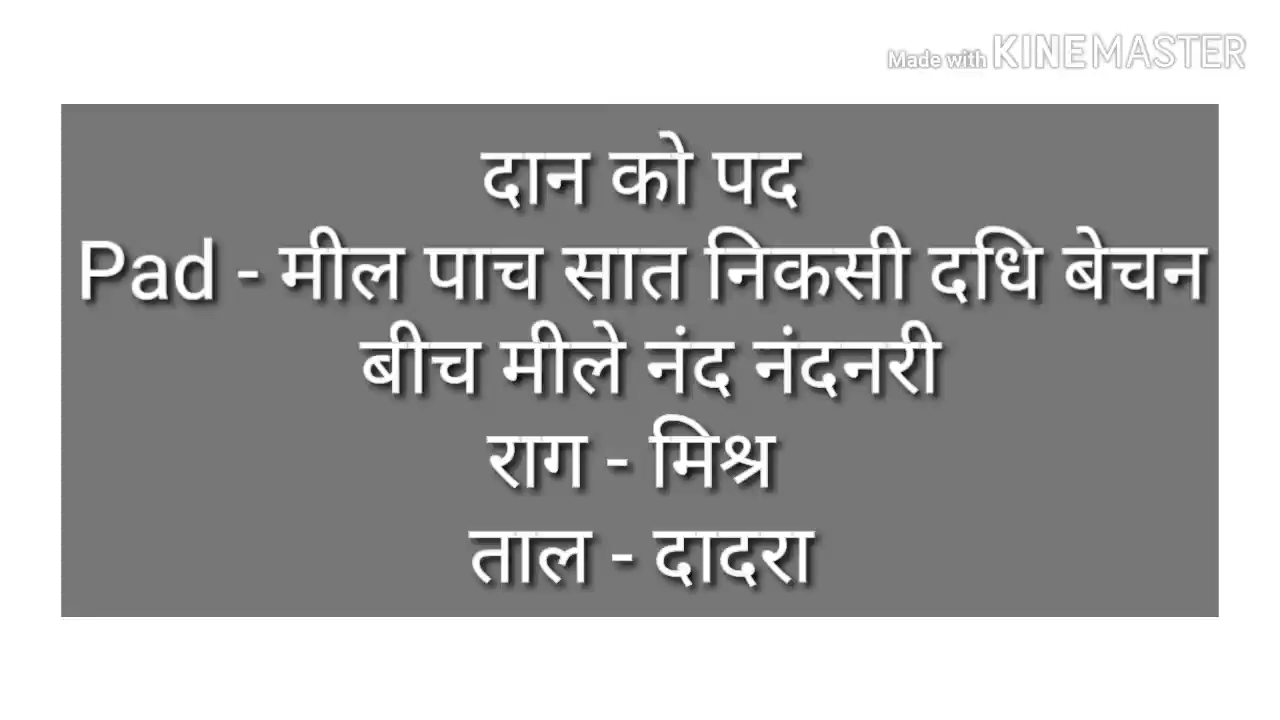 Made with KINEMASTER
दान को पद
Pad - मील पाच सात निकसी दधि बेचन
बीच मीले नंद नंदनरी
राग - मिश्र
ताल - दादरा